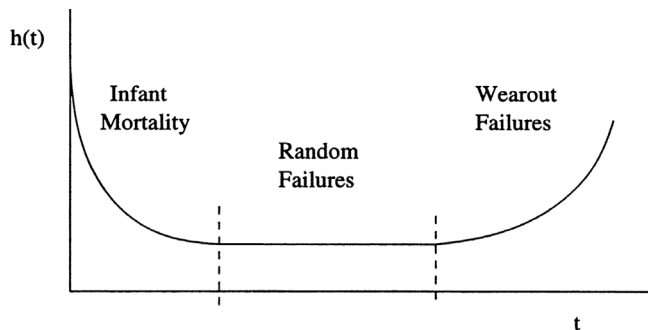 h(t)
Infant
Mortality
Random
Failures
Wearout
Failures
t